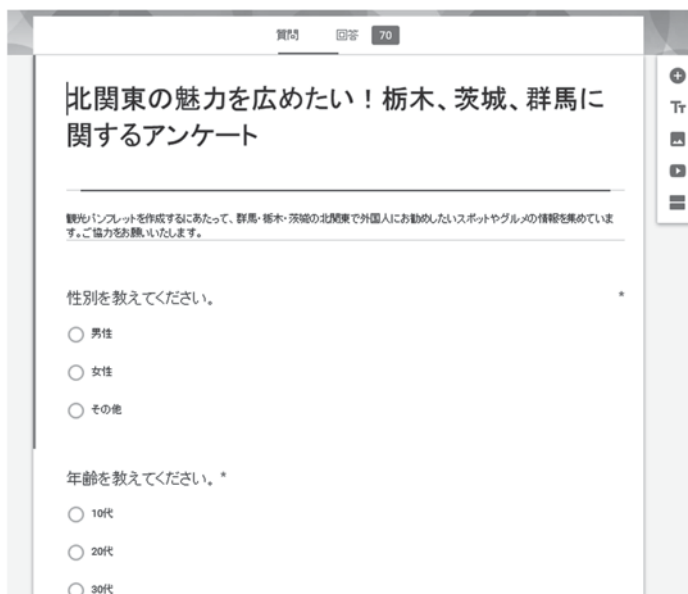 質問 回答 70
北関東の魅力を広めたい！栃木、茨城、群馬に
関するアンケート
観光パンフレットを作成するにあたって、群馬・栃木・茨城の北関東で外国人にお勧めしたいスポットやグルメの情報を集めていま
す。ご協力をお願いいたします。
性別を教えてください。 *
男性
女性
その他
年齢を教えてください。 *
10代
20代
30代
Tт